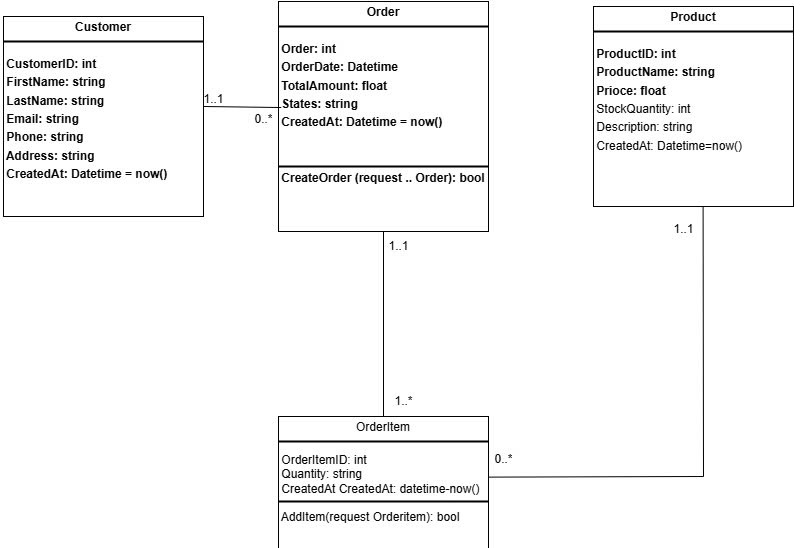 Customer
CustomerID: int
FirstName: string
LastName: string
Email: string
Phone: string
Address: string
CreatedAt: Datetime = now()
1..1
0..*
Order
Order: int
OrderDate: Datetime
TotalAmount: float
States: string
CreatedAt: Datetime = now()
CreateOrder (request .. Order): bool
Product
ProductID: int
ProductName: string
Prioce: float
StockQuantity: int
Description: string
CreatedAt: Datetime=now()
1..1
1..1
1..*
OrderItem
OrderItemID: int
Quantity: string
CreatedAt CreatedAt: datetime-now()
AddItem(request Orderitem): bool
0..*